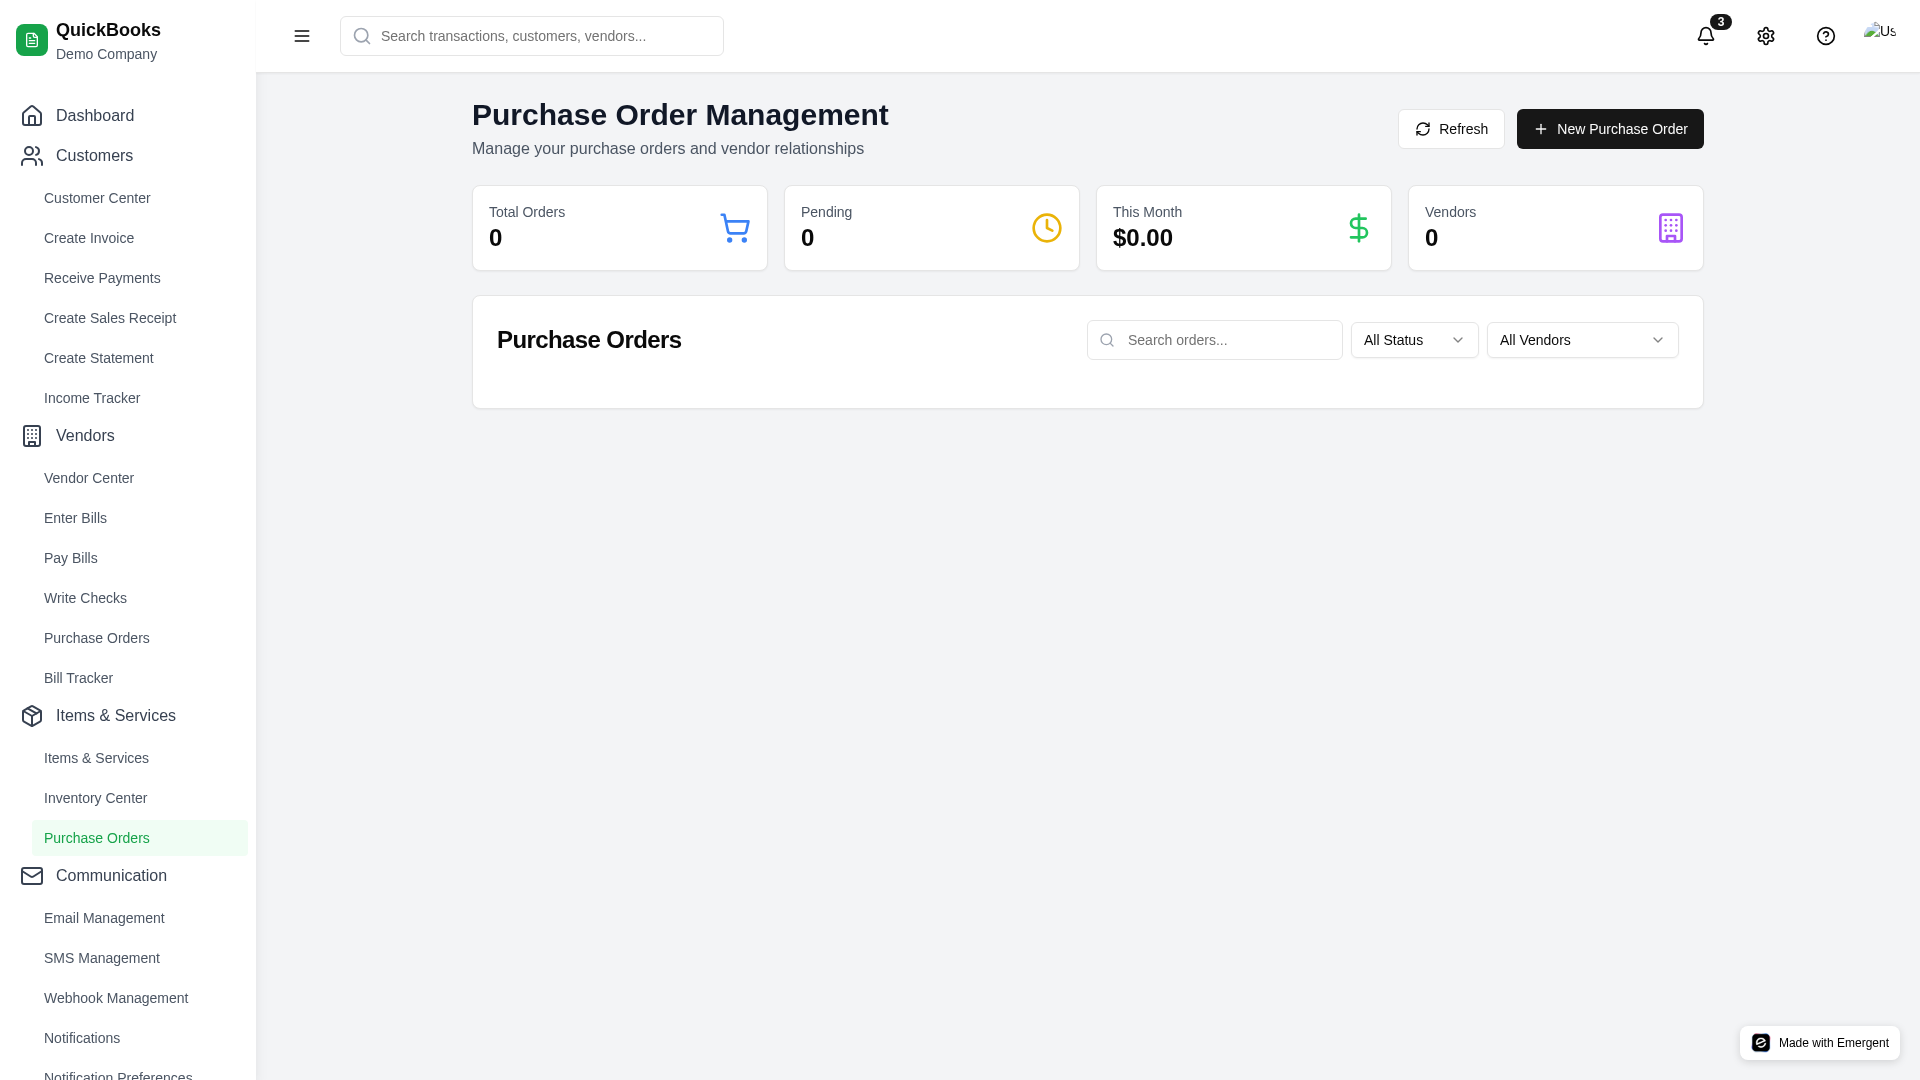 QuickBooks
Demo Company
Dashboard
Customers
Customer Center
Create Invoice
Receive Payments
Create Sales Receipt
Create Statement
Income Tracker
Vendors
Vendor Center
Enter Bills
Pay Bills
Write Checks
Purchase Orders
Bill Tracker
Items & Services
Items & Services
Inventory Center
Purchase Orders
Communication
Email Management
SMS Management
Webhook Management
Notifications
Notification Preferences
Search transactions, customers, vendors...
3
Us
Purchase Order Management
Manage your purchase orders and vendor relationships
Refresh
New Purchase Order
Total Orders
0
Pending
0
This Month
$0.00
Vendors
0
Purchase Orders
Search orders...
All Status
All Vendors
Made with Emergent